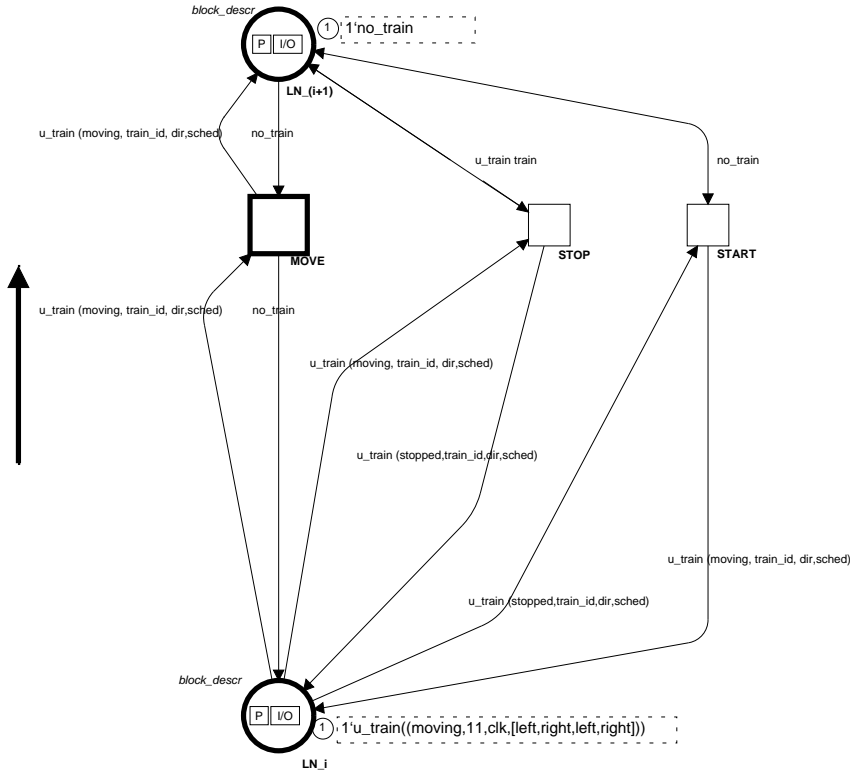 block_descr
1 1‘no_train
P I/O
LN_(i+1)
u_train (moving, train_id, dir,sched) no_train
u_train train
no_train
MOVE
STOP
START
u_train (moving, train_id, dir,sched) no_train
u_train (moving, train_id, dir,sched)
u_train (stopped,train_id,dir,sched)
u_train (moving, train_id, dir,sched)
u_train (stopped,train_id,dir,sched)
block_descr
P I/O
1 1‘u_train((moving,11,clk,[left,right,left,right]))
LN_i